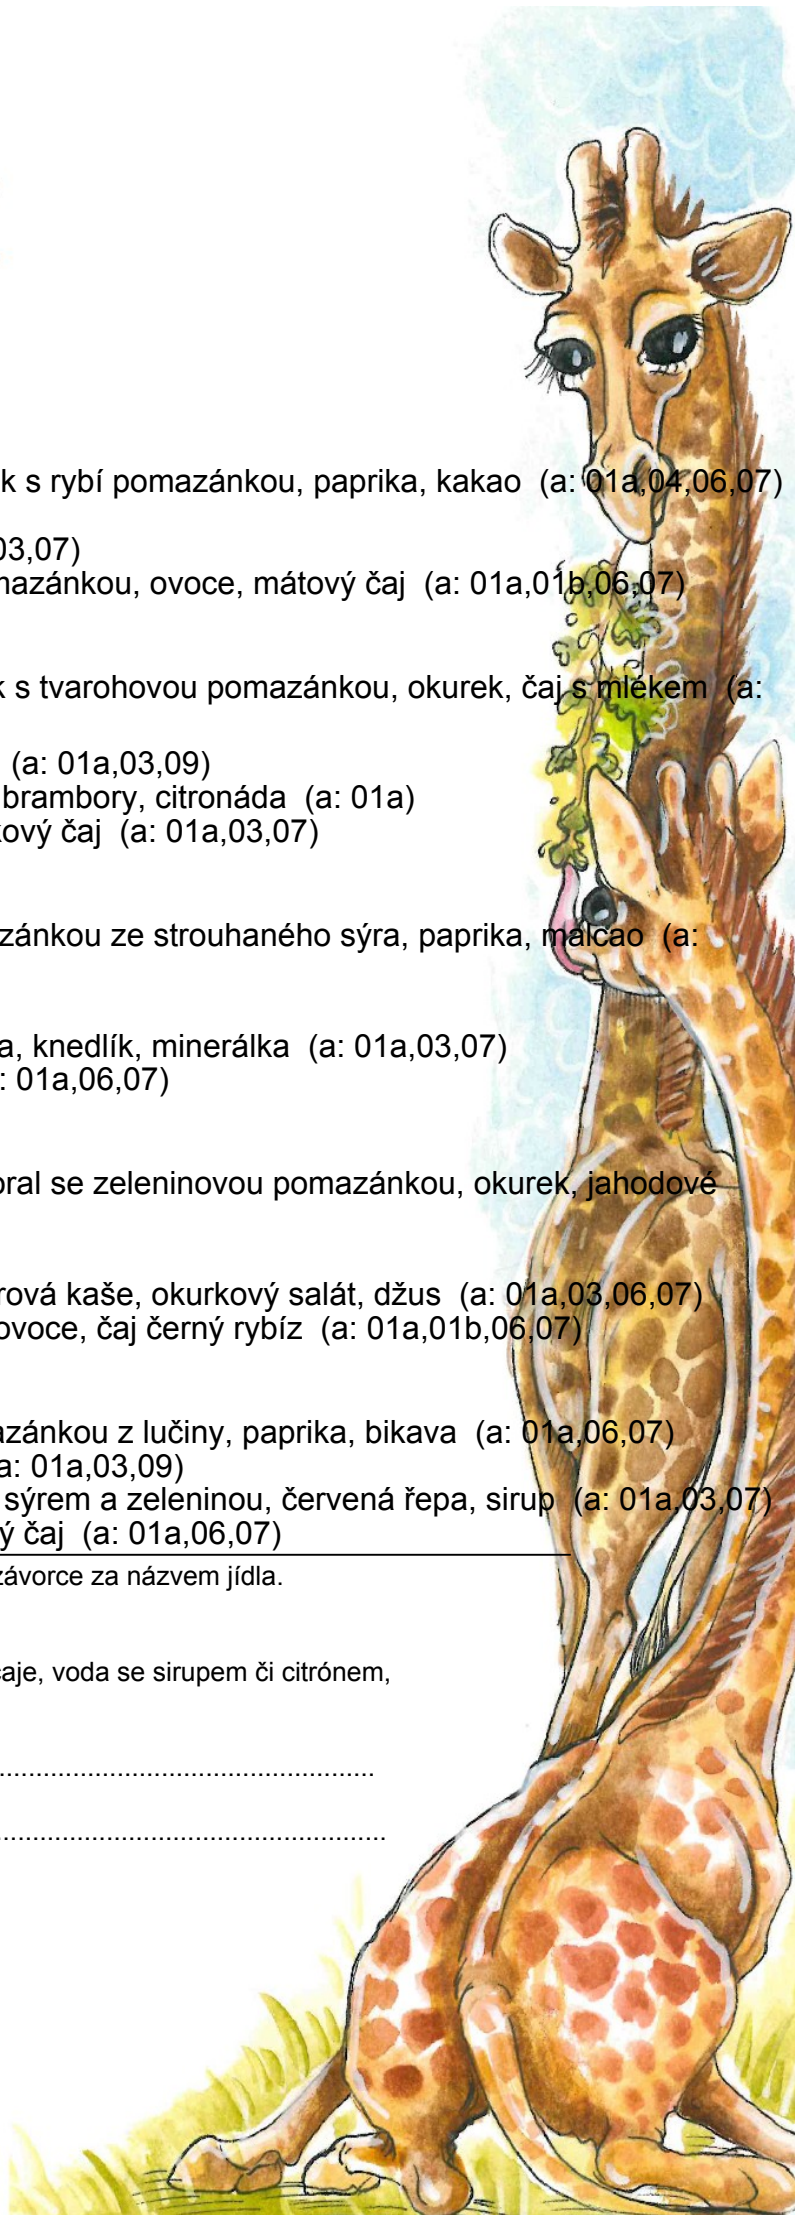 k s rybí pomazánkou, paprika, kakao (a: 01a,04,06,07)
03,07)
mazánkou, ovoce, mátový čaj (a: 01a,01b,06,07)
k s tvarohovou pomazánkou, okurek, čaj s mlékem (a:
(a: 01a,03,09)
brambory, citronáda (a: 01a)
kový čaj (a: 01a,03,07)
zánkou ze strouhaného sýra, paprika, malcao (a:
a, knedlík, minerálka (a: 01a,03,07)
: 01a,06,07)
oral se zeleninovou pomazánkou, okurek, jahodové
rová kaše, okurkový salát, džus (a: 01a,03,06,07)
ovoce, čaj černý rybíz (a: 01a,01b,06,07)
azánkou z lučiny, paprika, bikava (a: 01a,06,07)
a: 01a,03,09)
sýrem a zeleninou, červená řepa, sirup (a: 01a,03,07)
ý čaj (a: 01a,06,07)
závorce za názvem jídla.
čaje, voda se sirupem či citrónem,
....................................................
.....................................................